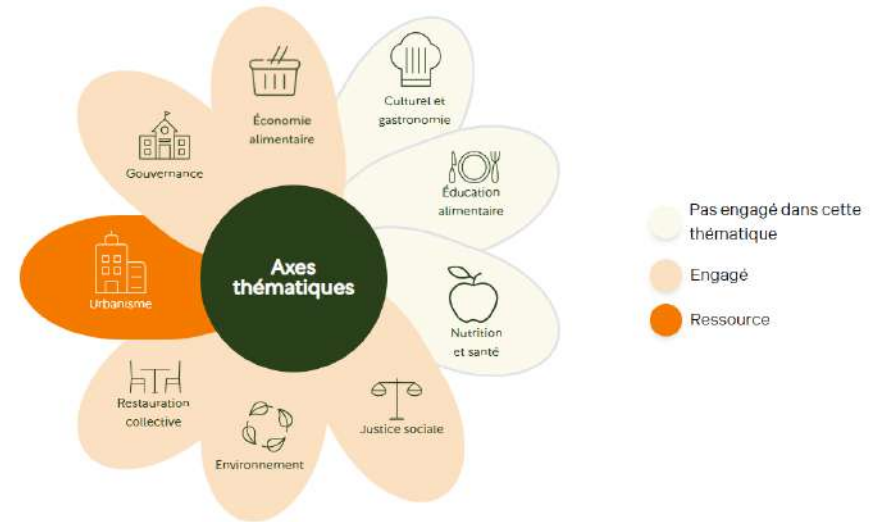 Économie
alimentaire
Culturel et
gastronomie
Éducation
alimentaire
Nutrition
et santé
Justice sociale
Environnement
Restauration
collective
Urbanisme
Gouvernance
Axes
thématiques
Pas engagé dans cette
thématique
Engagé
Ressource